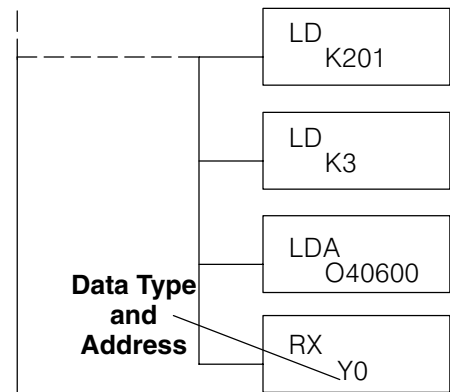 LD
K201
LD
K3
LDA
O40600
Data Type
and
Address
RX
Y0